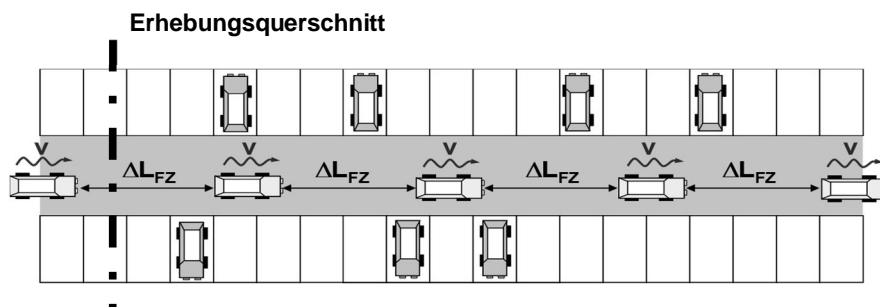 Erhebungsquerschnitt
V V V V V
ΔL_FZ ΔL_FZ ΔL_FZ ΔL_FZ